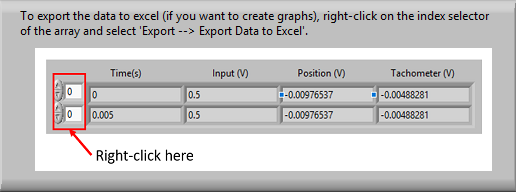 To export the data to excel (if you want to create graphs), right-click on the index selector
of the array and select 'Export --> Export Data to Excel'.
Time(s) Input (V) Position (V) Tachometer (V)
0 0 0.5 -0.00976537 -0.00488281
0 0.005 0.5 -0.00976537 -0.00488281
Right-click here